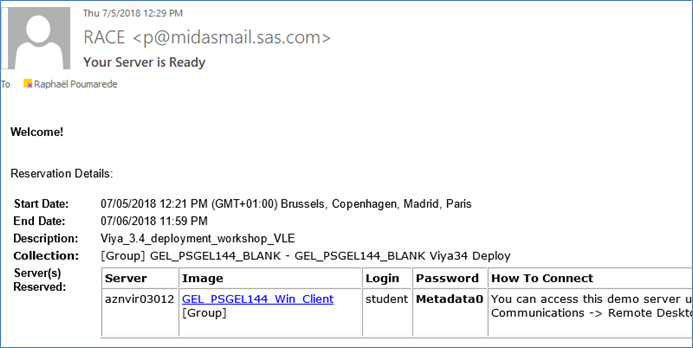 Thu 7/5/2018 12:29 PM
RACE <p@midasmail.sas.com>
Your Server is Ready
To Raphaël Poumarede
Welcome!
Reservation Details:
Start Date: 07/05/2018 12:21 PM (GMT+01:00) Brussels, Copenhagen, Madrid, Paris
End Date: 07/06/2018 11:59 PM
Description: Viya_3.4_deployment_workshop_VLE
Collection: [Group] GEL_PSGEL144_BLANK - GEL_PSGEL144_BLANK Viya34 Deploy
Server(s) Reserved:
Server Image Login Password How To Connect
aznvir03012 GEL_PSGEL144_Win_Client student Metadata0 You can access this demo server u
[Group] Communications -> Remote Deskto